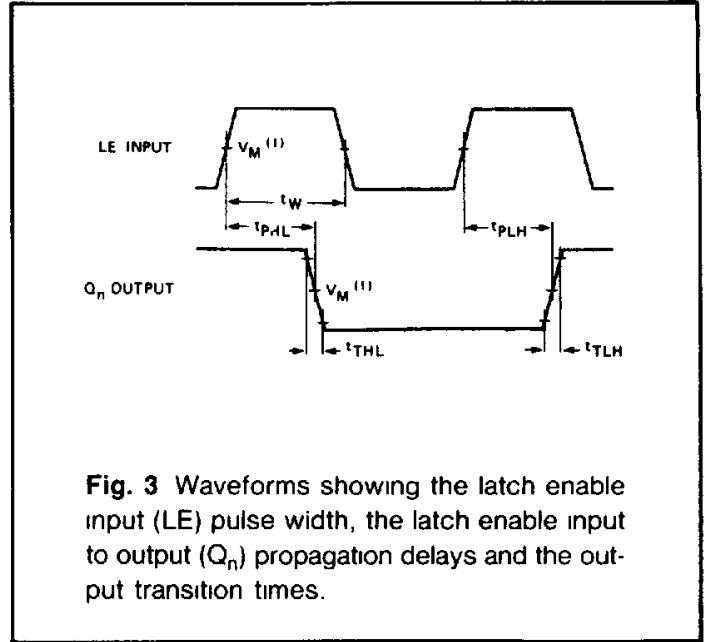 LE INPUT
V_M (1)
t_W
t_PHL
t_PLH
Q_n OUTPUT
V_M (1)
t_THL
t_TLH
Fig. 3 Waveforms showing the latch enable
input (LE) pulse width, the latch enable input
to output (Q_n) propagation delays and the out-
put transition times.